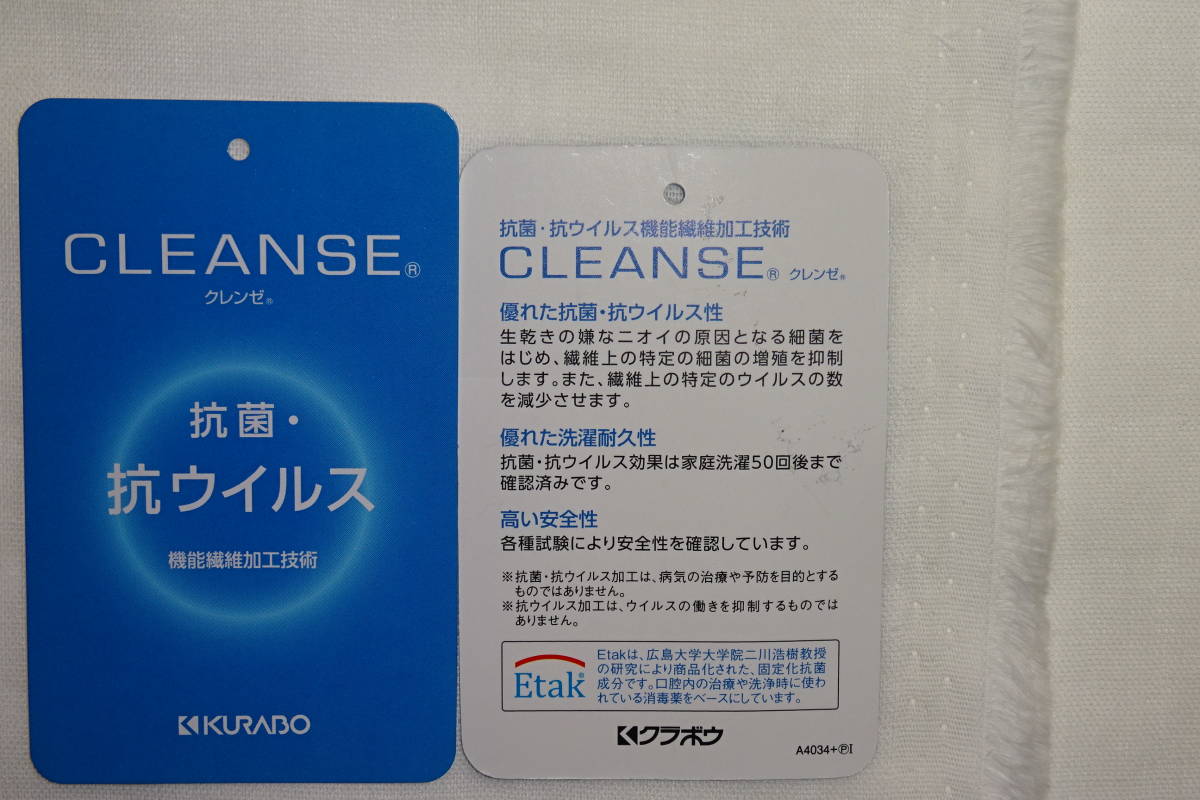 CLEANSE®
クレンゼ®
抗菌・
抗ウイルス
機能繊維加工技術
KURABO
抗菌・抗ウイルス機能繊維加工技術
CLEANSE® クレンゼ®
優れた抗菌・抗ウイルス性
生乾きの嫌なニオイの原因となる細菌を
はじめ、繊維上の特定の細菌の増殖を抑制
します。また、繊維上の特定のウイルスの数
を減少させます。
優れた洗濯耐久性
抗菌・抗ウイルス効果は家庭洗濯50回後まで
確認済みです。
高い安全性
各種試験により安全性を確認しています。
※抗菌・抗ウイルス加工は、病気の治療や予防を目的とする
ものではありません。
※抗ウイルス加工は、ウイルスの働きを抑制するものでは
ありません。
Etak®
Etakは、広島大学大学院二川浩樹教授
の研究により商品化された、固定化抗菌
成分です。口腔内の治療や洗浄時に使わ
れている消毒薬をベースにしています。
クラボウ
A4034+ⓅI